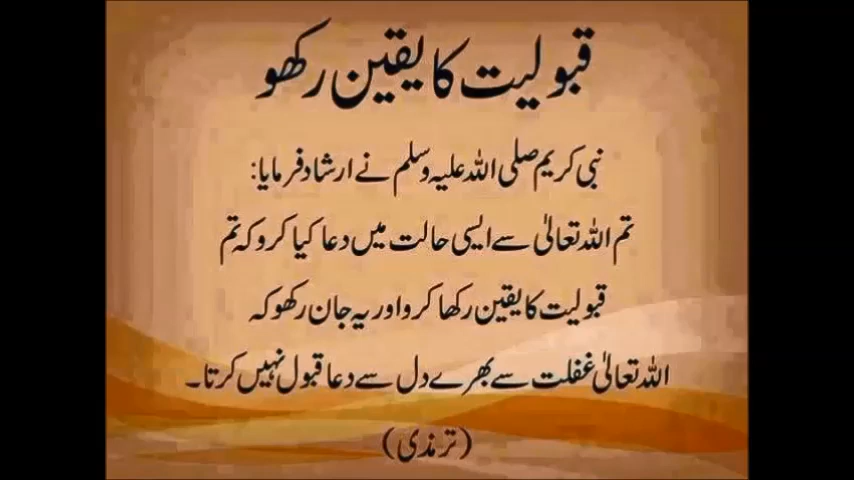 قبولیت کا یقین رکھو
نبی کریم صلی اللہ علیہ وسلم نے ارشاد فرمایا:
تم اللہ تعالیٰ سے ایسی حالت میں دعا کیا کرو کہ تم
قبولیت کا یقین رکھا کرو اور یہ جان رکھو کہ
اللہ تعالیٰ غفلت سے بھرے دل سے دعا قبول نہیں کرتا۔
(ترمذی)